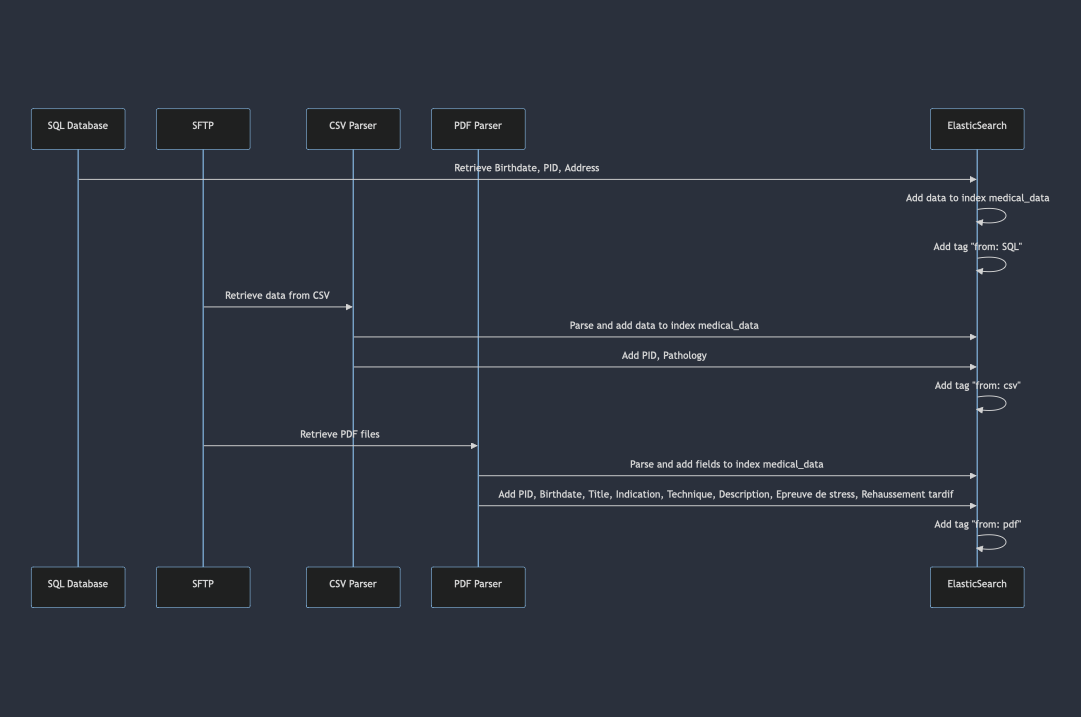 SQL Database
SFTP
CSV Parser
PDF Parser
ElasticSearch
Retrieve Birthdate, PID, Address
Add data to index medical_data
Add tag "from: SQL"
Retrieve data from CSV
Parse and add data to index medical_data
Add PID, Pathology
Add tag "from: csv"
Retrieve PDF files
Parse and add fields to index medical_data
Add PID, Birthdate, Title, Indication, Technique, Description, Epreuve de stress, Rehaussement tardif
Add tag "from: pdf"
SQL Database
SFTP
CSV Parser
PDF Parser
ElasticSearch